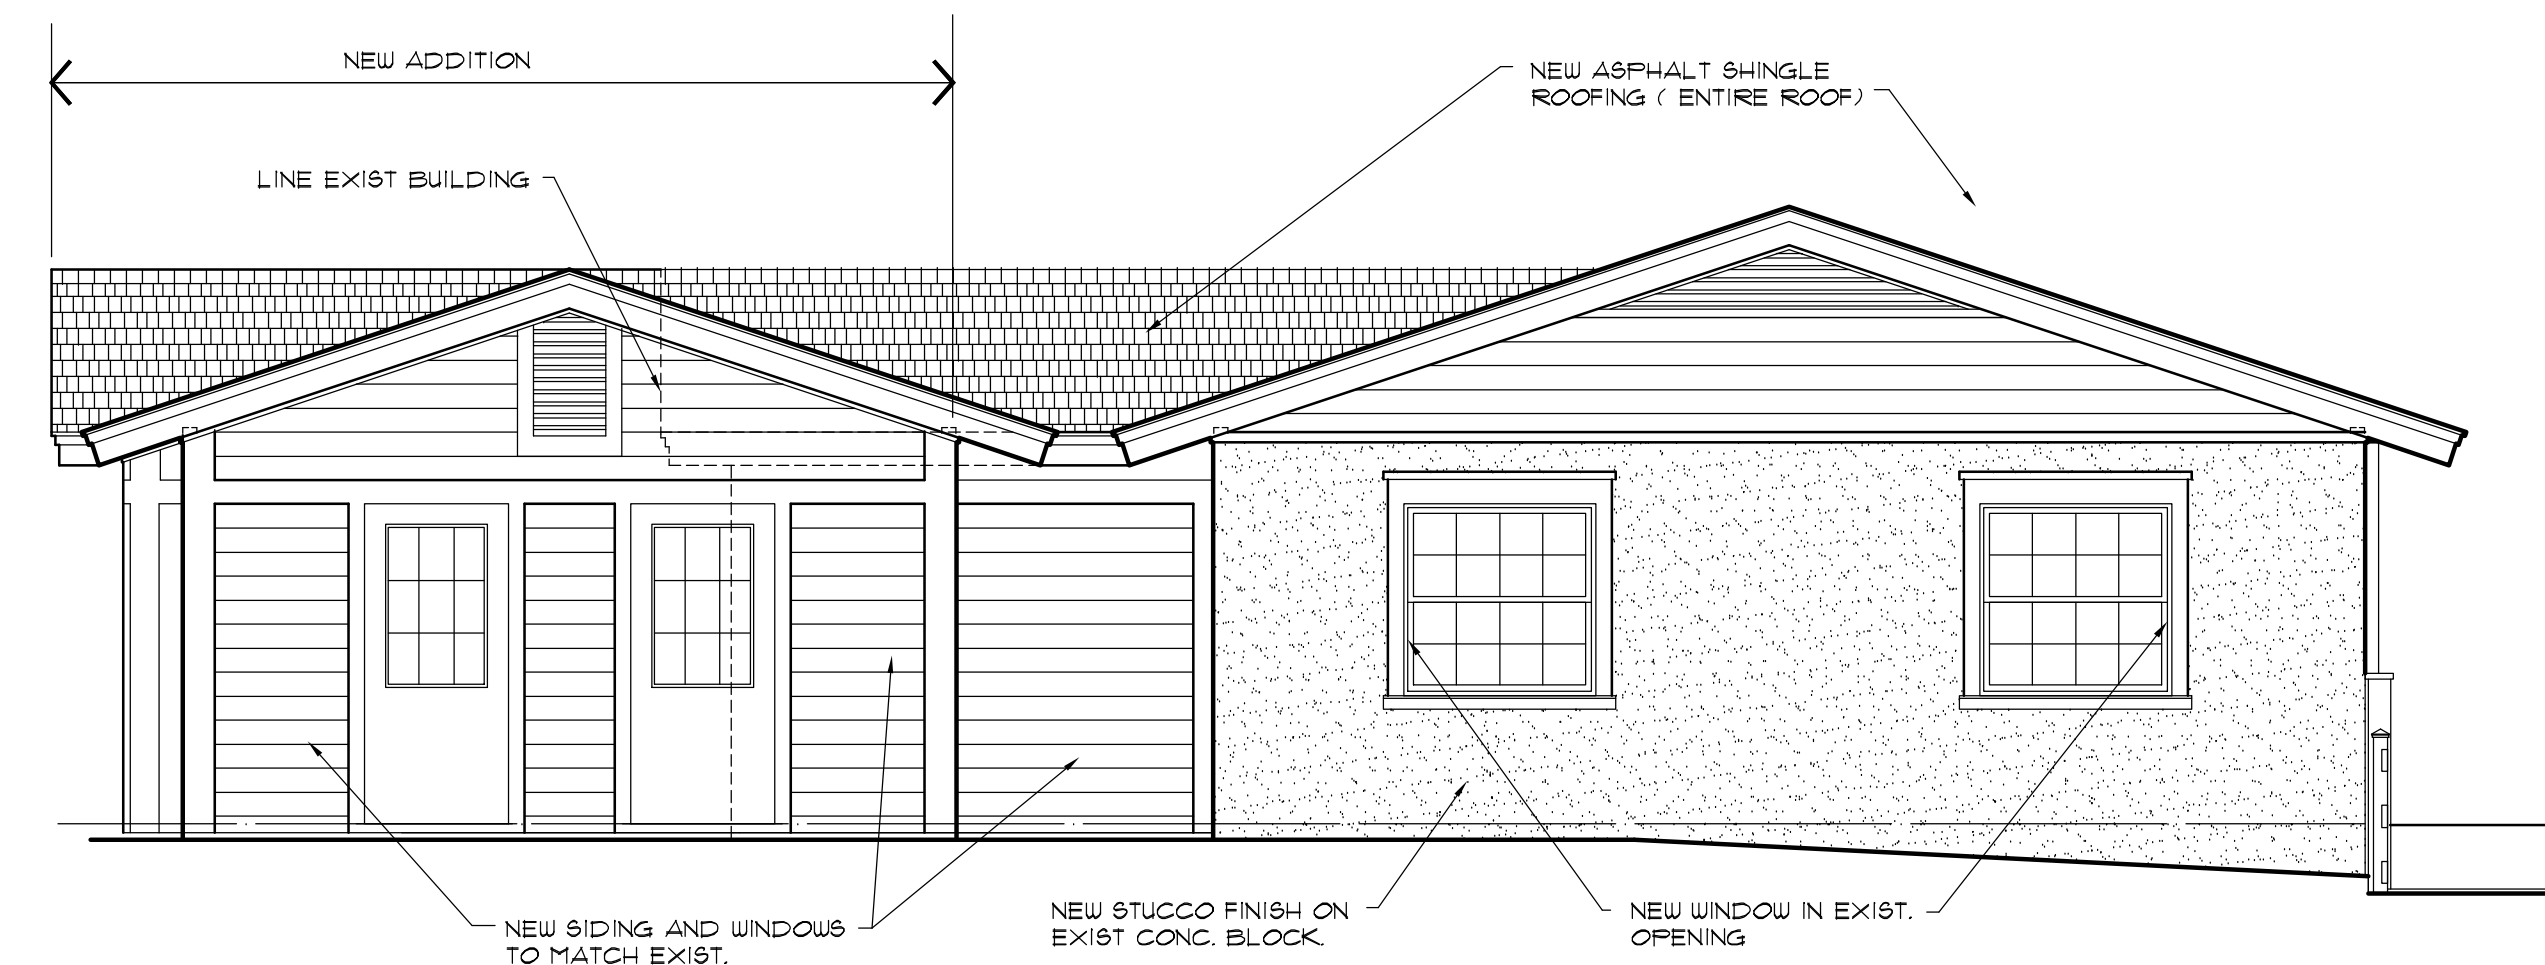 NEW ADDITION
NEW ASPHALT SHINGLE
ROOFING ( ENTIRE ROOF)
LINE EXIST BUILDING
NEW SIDING AND WINDOWS
TO MATCH EXIST.
NEW STUCCO FINISH ON
EXIST CONC. BLOCK.
NEW WINDOW IN EXIST.
OPENING